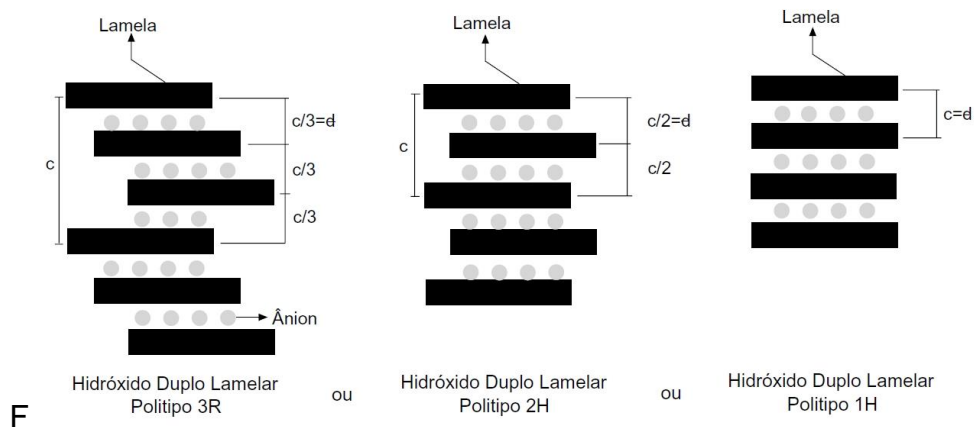 Lamela
c
c/3=d
c/3
c/3
Ânion
Hidróxido Duplo Lamelar
Politipo 3R
ou
Lamela
c
c/2=d
c/2
Hidróxido Duplo Lamelar
Politipo 2H
ou
Lamela
c=d
Hidróxido Duplo Lamelar
Politipo 1H
F